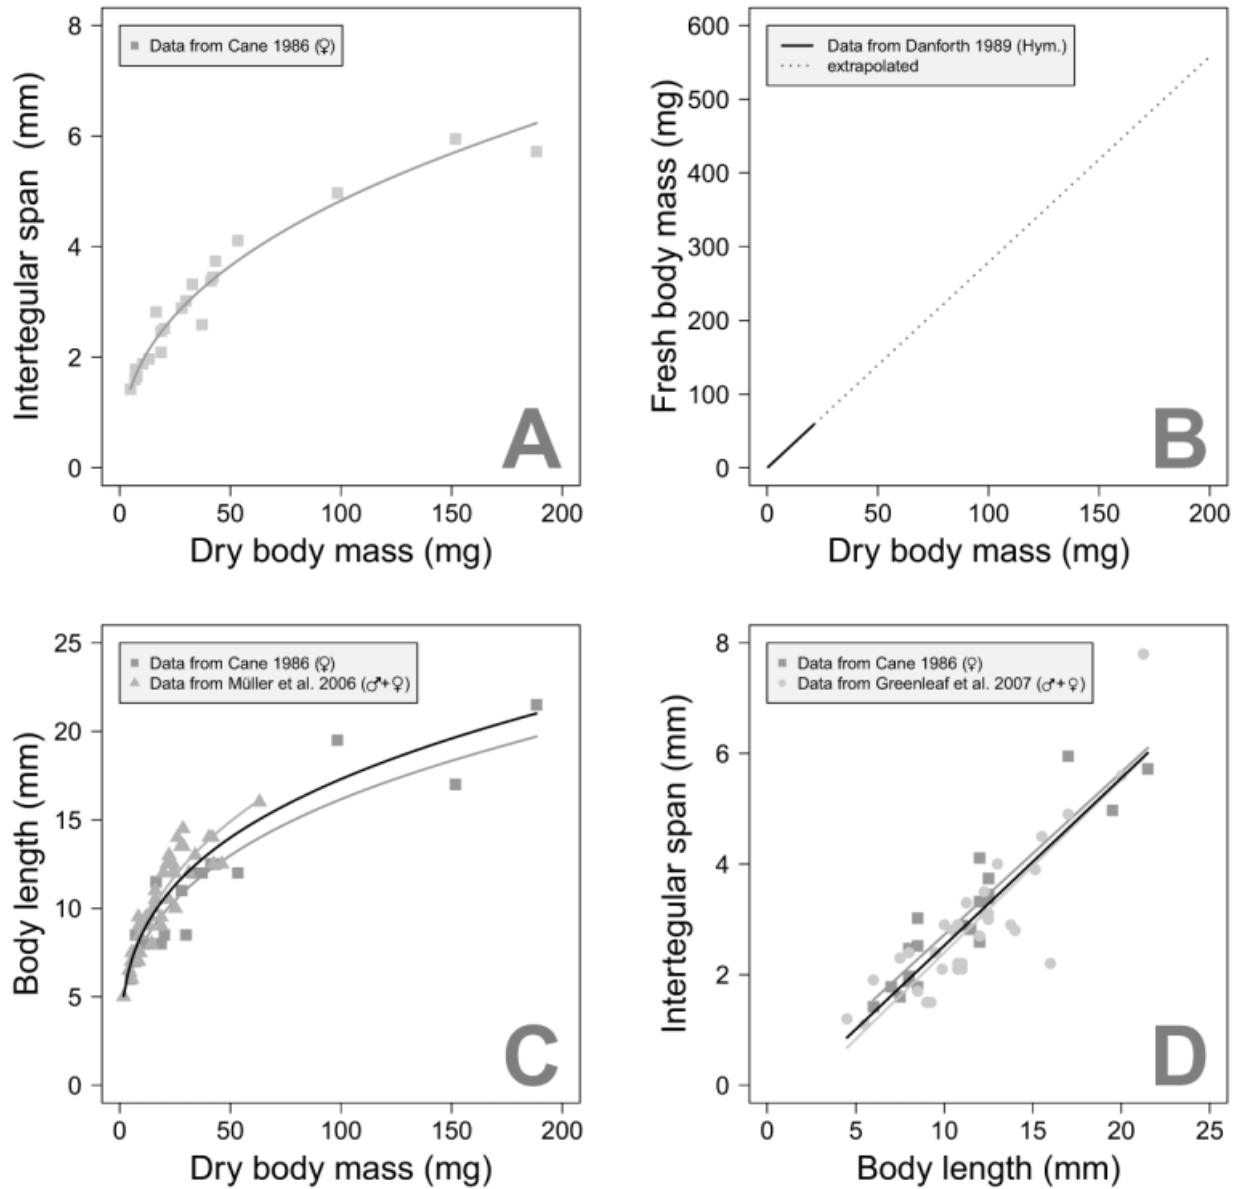 Intertegular span (mm)
8
6
4
2
0
Data from Cane 1986 (♀)
A
0 50 100 150 200
Dry body mass (mg)
Fresh body mass (mg)
600
500
400
300
200
100
0
Data from Danforth 1989 (Hym.)
extrapolated
B
0 50 100 150 200
Dry body mass (mg)
Body length (mm)
25
20
15
10
5
0
Data from Cane 1986 (♀)
Data from Müller et al. 2006 (♂+♀)
C
0 50 100 150 200
Dry body mass (mg)
Intertegular span (mm)
8
6
4
2
0
Data from Cane 1986 (♀)
Data from Greenleaf et al. 2007 (♂+♀)
D
0 5 10 15 20 25
Body length (mm)